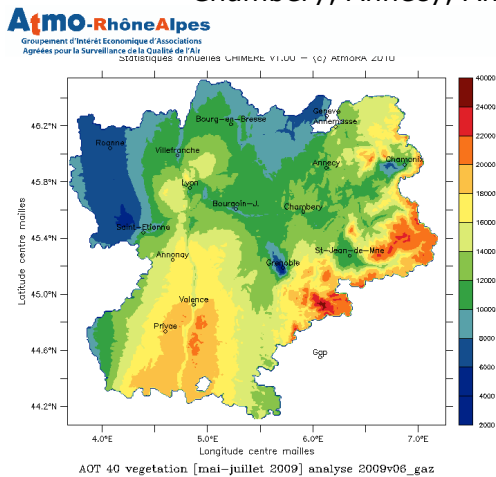 Chambery, Annecy, An
Atmo-RhôneAlpes
Groupement d'Intérêt Economique d'Associations
Agréées pour la Surveillance de la Qualité de l'Air
Statistiques annuelles CHIMERE V1.00 - (c) AtmoRA 2010
Latitude centre mailles
46.2°N
45.8°N
45.4°N
45.0°N
44.6°N
44.2°N
Geneve
Annemasse
Bourg-en-Bresse
Roanne
Villefranche
Annecy
Chamonix
Lyon
Bourgoin-J.
Chambery
Saint-Etienne
St-Jean-de-Mne
Annonay
Grenoble
Valence
Privas
Gap
40000
24000
22000
20000
18000
16000
14000
12000
10000
8000
6000
4000
2000
4.0°E 5.0°E 6.0°E 7.0°E
Longitude centre mailles
AOT 40 vegetation [mai-juillet 2009] analyse 2009v06_gaz